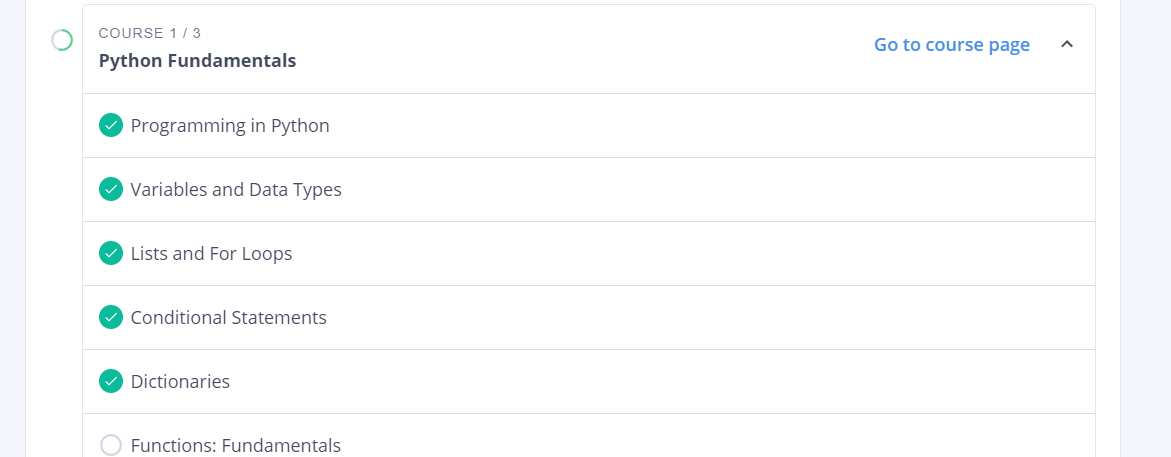 COURSE 1 / 3
Python Fundamentals
Go to course page
Programming in Python
Variables and Data Types
Lists and For Loops
Conditional Statements
Dictionaries
Functions: Fundamentals